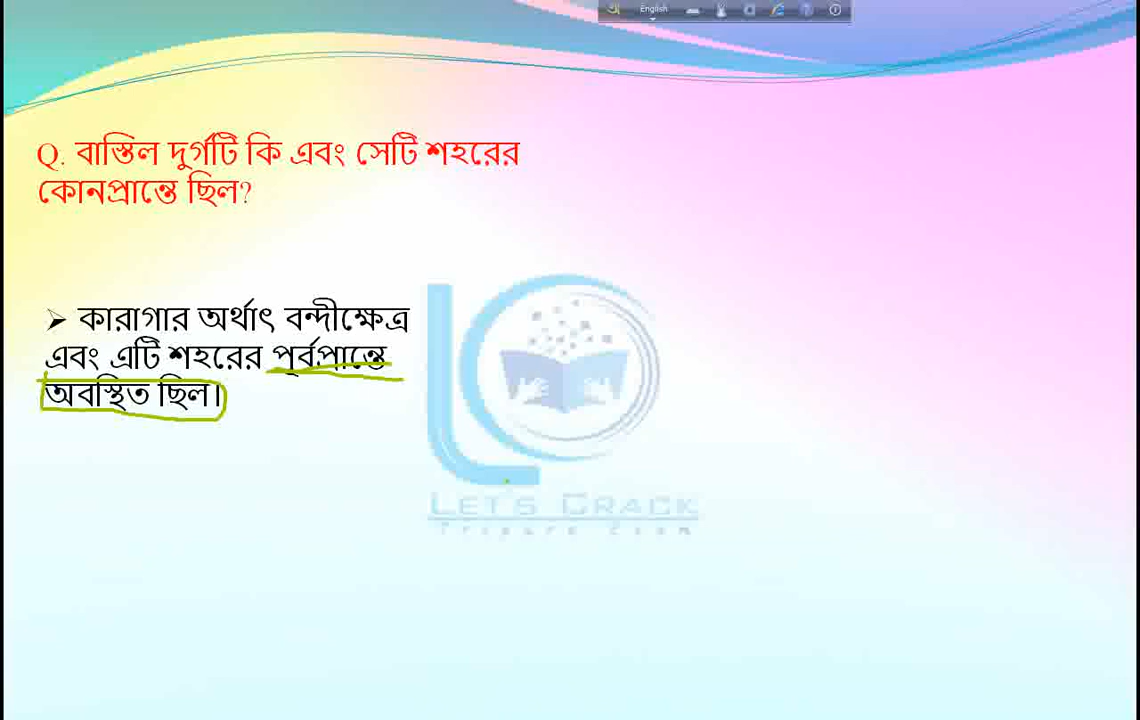 English
Q. বাস্তিল দুর্গটি কি এবং সেটি শহরের
কোনপ্রান্তে ছিল?
➢ কারাগার অর্থাৎ বন্দীক্ষেত্র
এবং এটি শহরের পূর্বপ্রান্তে
অবস্থিত ছিল।
LET'S CRACK